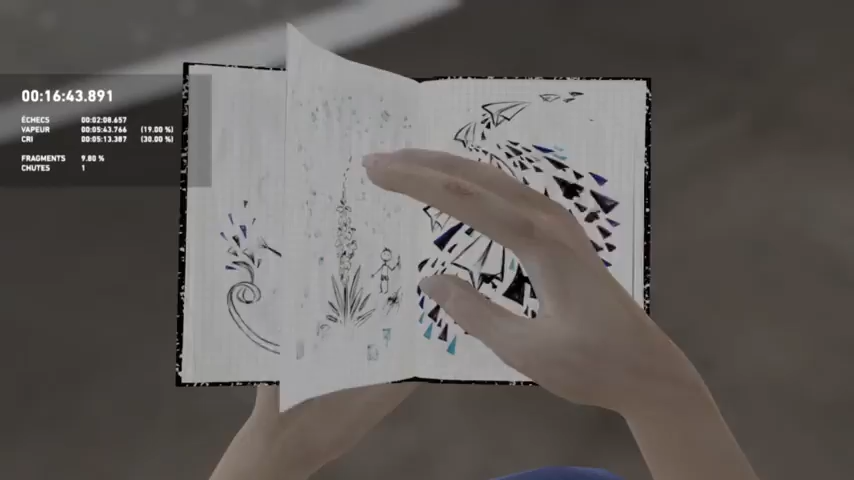 00:16:43.891
ÉCHECS 00:02:08.657
VAPEUR 00:05:43.766 (19.00 %)
CRI 00:05:13.387 (30.00 %)
FRAGMENTS 9.80 %
CHUTES 1